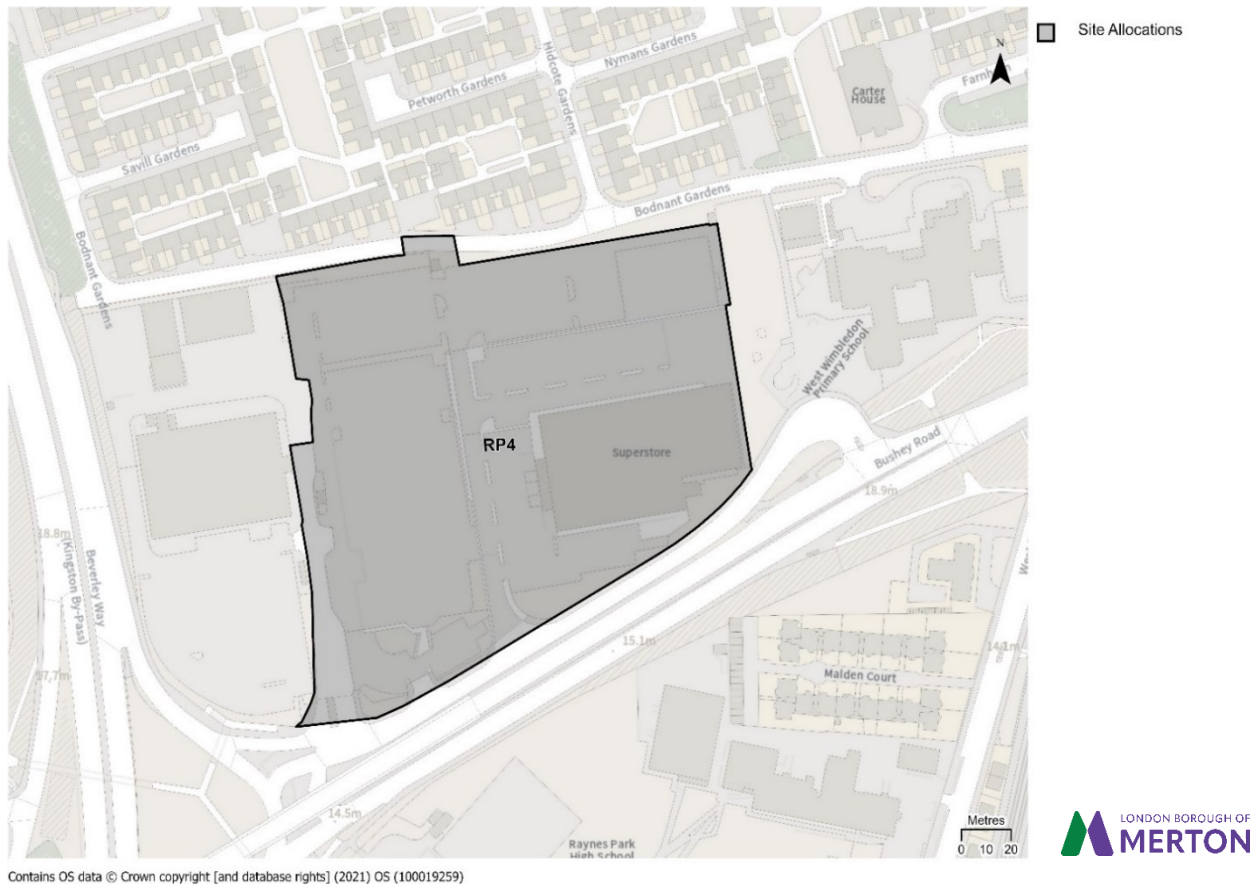 Site Allocations
N
Nymans Gardens
Hidcote Gardens
Petworth Gardens
Carter
House
Savill Gardens
Bodnant Gardens
Bodnant Gardens
West Wimbledon
Primary School
RP4
Superstore
Bushey Road
18.9m
18.8m
Beverley Way
(Kingston By-Pass)
15.1m
14.1m
Malden Court
14.5m
Raynes Park
High School
Metres
0 10 20
LONDON BOROUGH OF
MERTON
Contains OS data © Crown copyright [and database rights] (2021) OS (100019259)